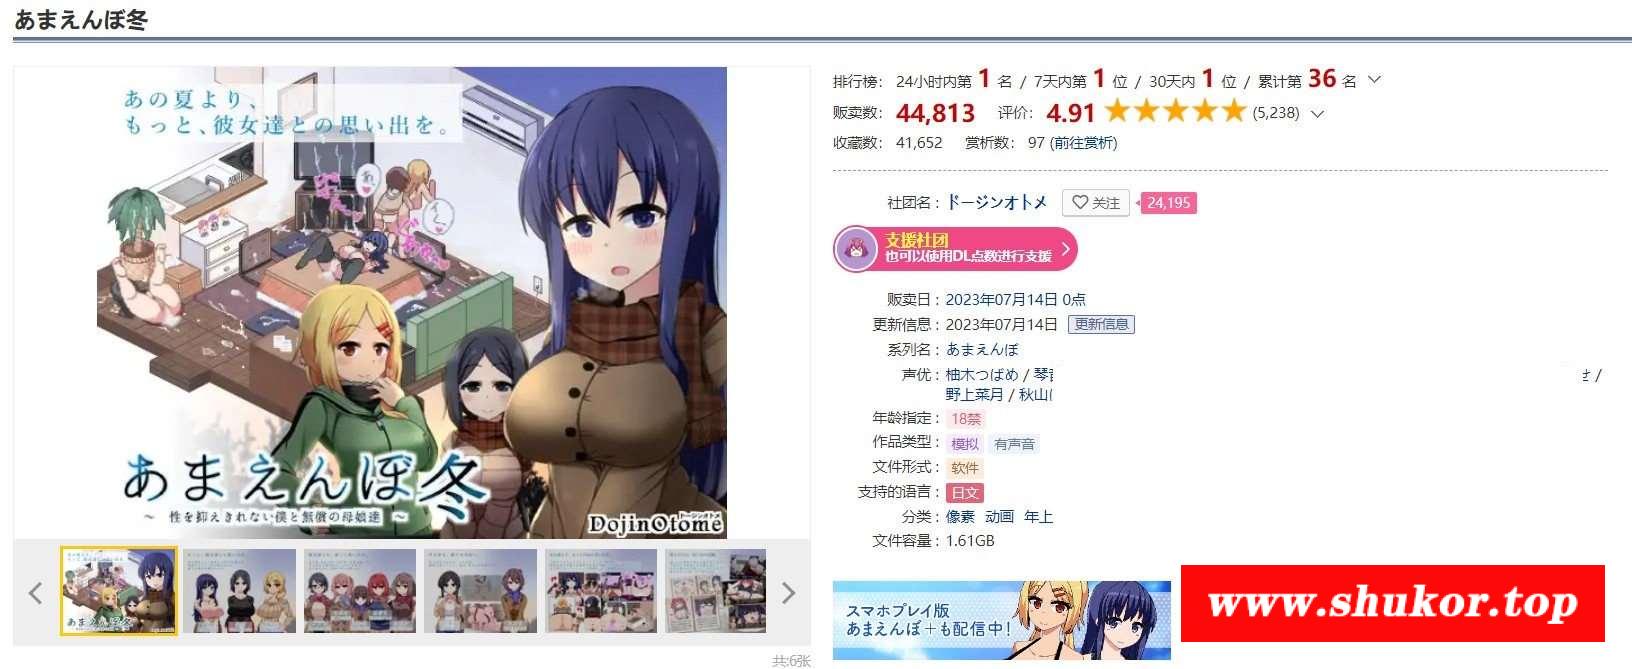 あまえんぼ冬
あの夏より、
もっと、彼女達との思い出を。
あまえんぼ冬
～ 性を抑えきれない僕と無償の母娘達 ～
ドージンオトメ
DojinOtome
共6张
排行榜： 24小时内第 1 名 / 7天内第 1 位 / 30天内 1 位 / 累计第 36 名
贩卖数： 44,813 评价： 4.91 ★★★★★ (5,238)
收藏数： 41,652 赏析数： 97 (前往赏析)
社团名 : ドージンオトメ 关注 24,195
支援社团
也可以使用DL点数进行支援
贩卖日 : 2023年07月14日 0点
更新信息 : 2023年07月14日 更新信息
系列名 : あまえんぼ
声优 : 柚木つばめ / 琴 せ /
野上菜月 / 秋山
年龄指定 : 18禁
作品类型 : 模拟 有声音
文件形式 : 软件
支持的语言 : 日文
分类 : 像素 动画 年上
文件容量 : 1.61GB
スマホプレイ版
あまえんぼ＋も配信中！
www.shukor.top